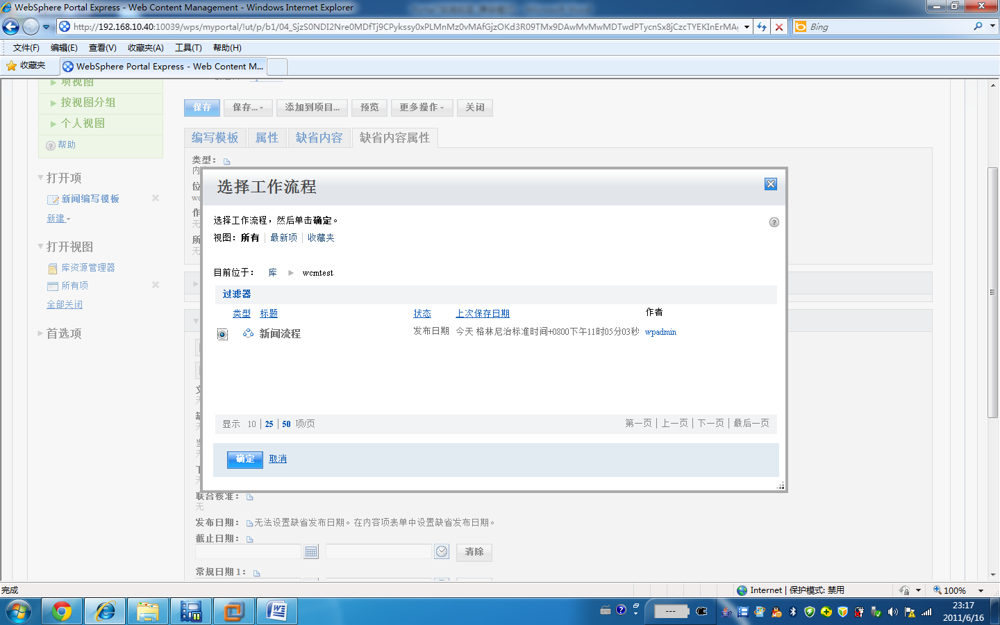 WebSphere Portal Express - Web Content Management - Windows Internet Explorer
http://192.168.10.40:10039/wps/myportal/!ut/p/b1/04_SjzS0NDI2Nre0MDfTj9CPykssy0xPLMnMz0vMAfGjzOKd3R09TMx9DAwMvMwMDTwdPTycnSx8jCzcTYEKInErMA
Bing
文件(F) 编辑(E) 查看(V) 收藏夹(A) 工具(T) 帮助(H)
收藏夹
WebSphere Portal Express - Web Content M...
项视图
按视图分组
个人视图
帮助
打开项
新闻编写模板
新建
打开视图
库资源管理器
所有项
全部关闭
首选项
保存 保存... 添加到项目... 预览 更多操作 关闭
编写模板 属性 缺省内容 缺省内容属性
类型：
选择工作流程
选择工作流程，然后单击确定。
视图：所有 最新项 收藏夹
目前位于： 库 wcmtest
过滤器
类型 标题 状态 上次保存日期 作者
新闻流程 发布日期 今天 格林尼治标准时间+0800下午11时05分03秒 wpadmin
显示 10 25 50 项/页
第一页 上一页 下一页 最后一页
确定 取消
联合核准：
无
发布日期： 无法设置缺省发布日期。在内容项表单中设置缺省发布日期。
截止日期：
清除
常规日期 1：
完成
Internet | 保护模式: 禁用
100%
23:17
2011/6/16